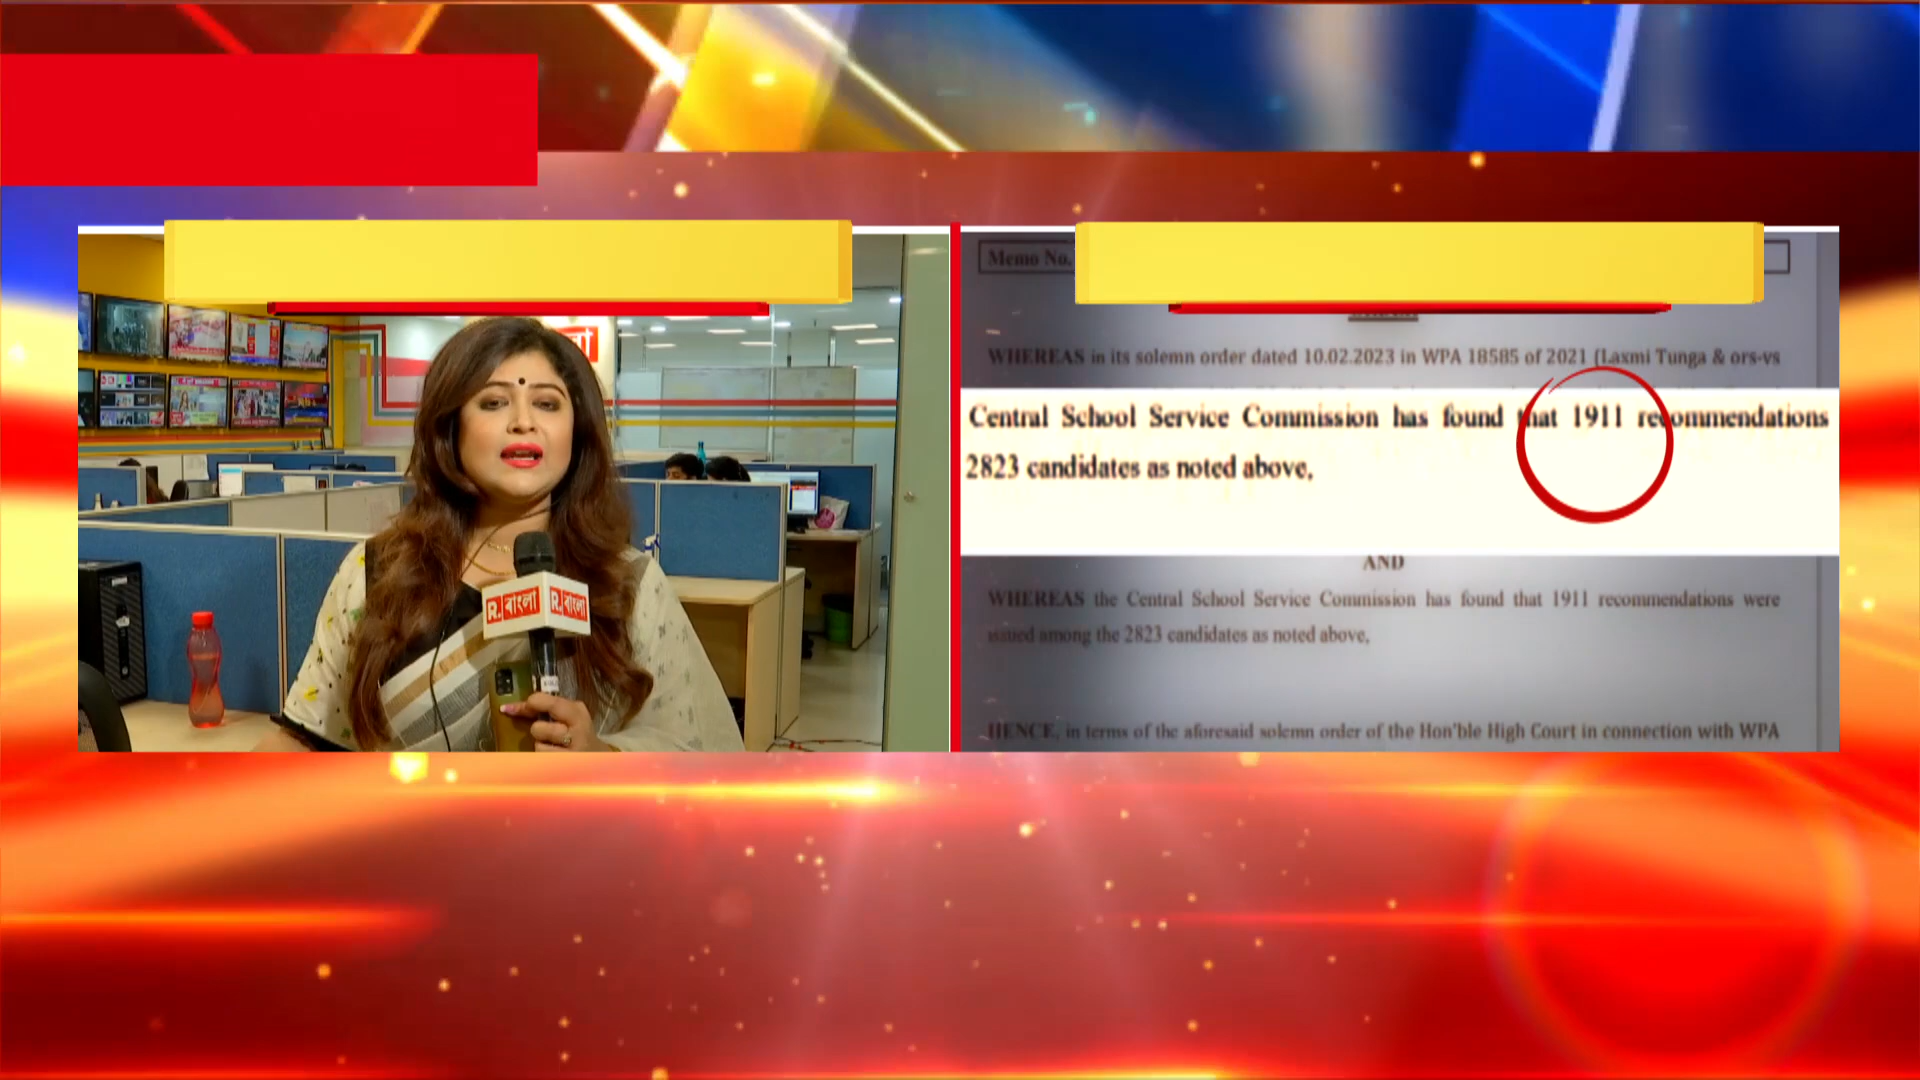 R. বাংলা R. বাংলা
Memo No.
WHEREAS in its solemn order dated 10.02.2023 in WPA 18585 of 2021 (Laxmi Tunga & ors-vs
Central School Service Commission has found that 1911 recommendations
2823 candidates as noted above,
AND
WHEREAS the Central School Service Commission has found that 1911 recommendations were
issued among the 2823 candidates as noted above,
HENCE, in terms of the aforesaid solemn order of the Hon'ble High Court in connection with WPA